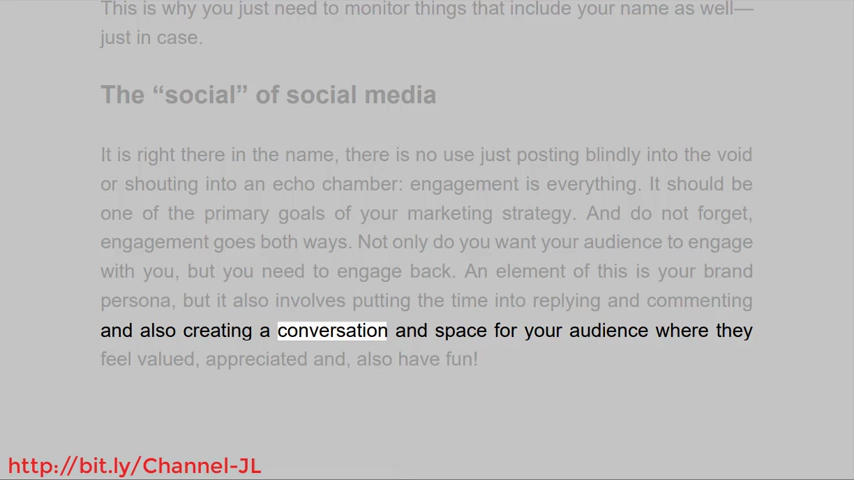 This is why you just need to monitor things that include your name as well—
just in case.
The “social” of social media
It is right there in the name, there is no use just posting blindly into the void
or shouting into an echo chamber: engagement is everything. It should be
one of the primary goals of your marketing strategy. And do not forget,
engagement goes both ways. Not only do you want your audience to engage
with you, but you need to engage back. An element of this is your brand
persona, but it also involves putting the time into replying and commenting
and also creating a conversation and space for your audience where they
feel valued, appreciated and, also have fun!
http://bit.ly/Channel-JL